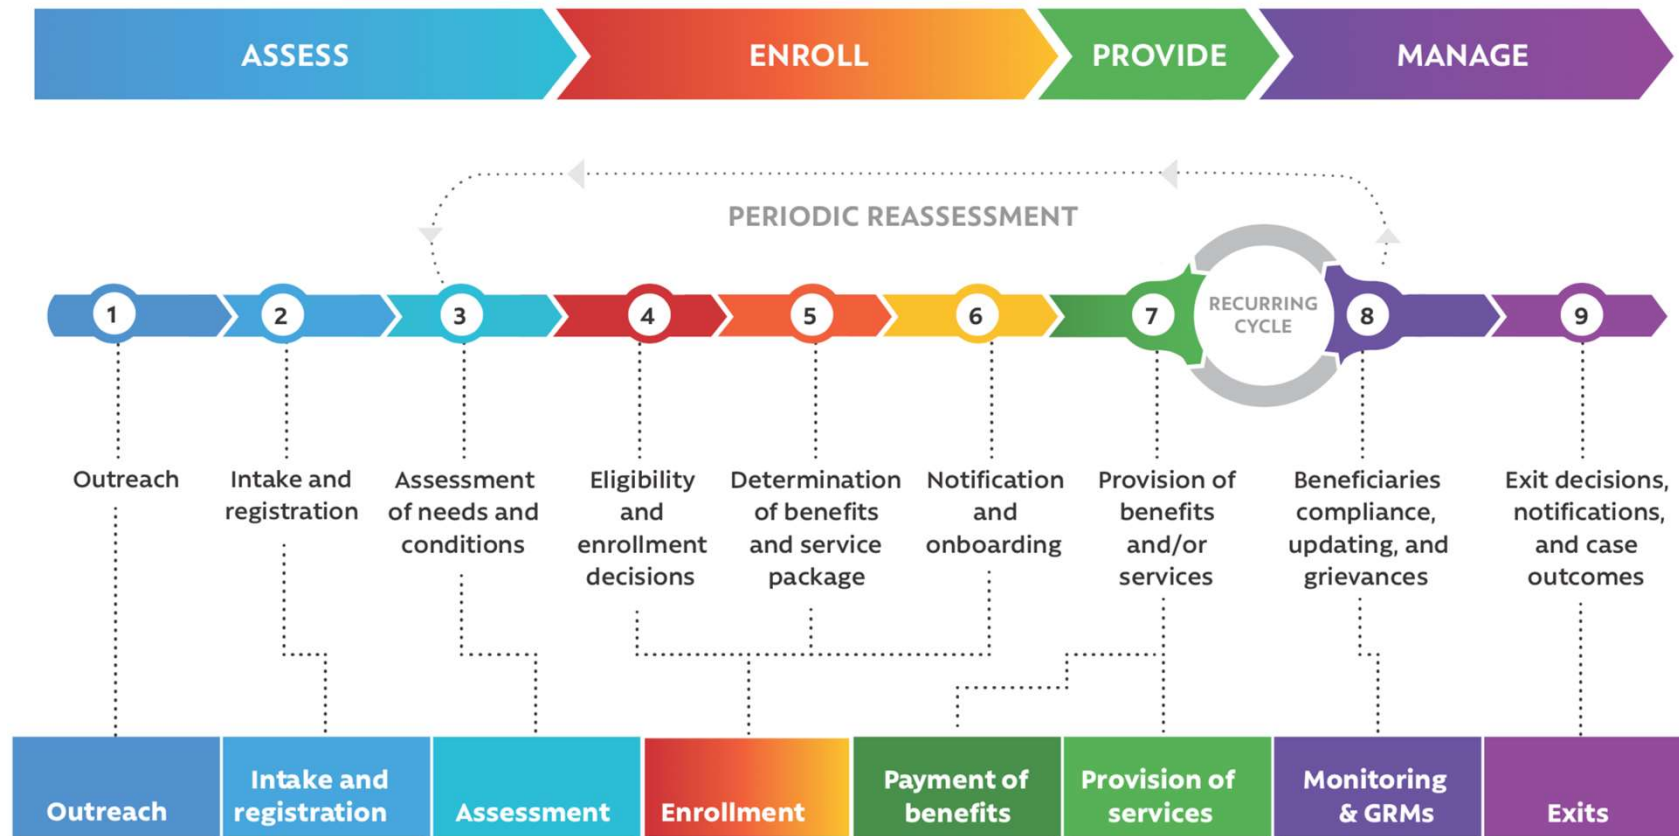 ASSESS
ENROLL
PROVIDE
MANAGE
PERIODIC REASSESSMENT
1
2
3
4
5
6
7
RECURRING
CYCLE
8
9
Outreach
Intake and
registration
Assessment
of needs and
conditions
Eligibility
and
enrollment
decisions
Determination
of benefits
and service
package
Notification
and
onboarding
Provision of
benefits
and/or
services
Beneficiaries
compliance,
updating, and
grievances
Exit decisions,
notifications,
and case
outcomes
Outreach
Intake and
registration
Assessment
Enrollment
Payment of
benefits
Provision of
services
Monitoring
& GRMs
Exits